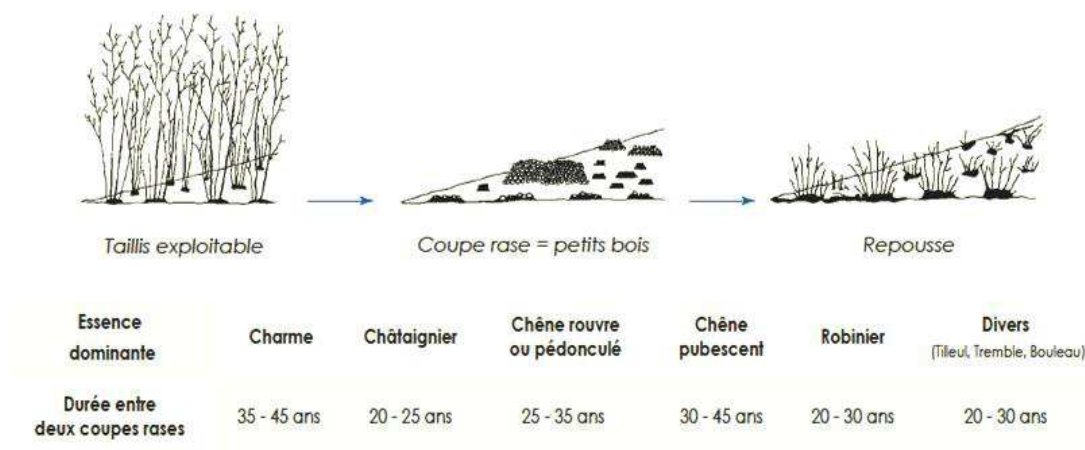 Taillis exploitable
Coupe rase = petits bois
Repousse
Essence
dominante
Charme
Châtaignier
Chêne rouvre
ou pédonculé
Chêne
pubescent
Robinier
Divers
(Tilleul, Tremble, Bouleau)
Durée entre
deux coupes rases
35 - 45 ans
20 - 25 ans
25 - 35 ans
30 - 45 ans
20 - 30 ans
20 - 30 ans